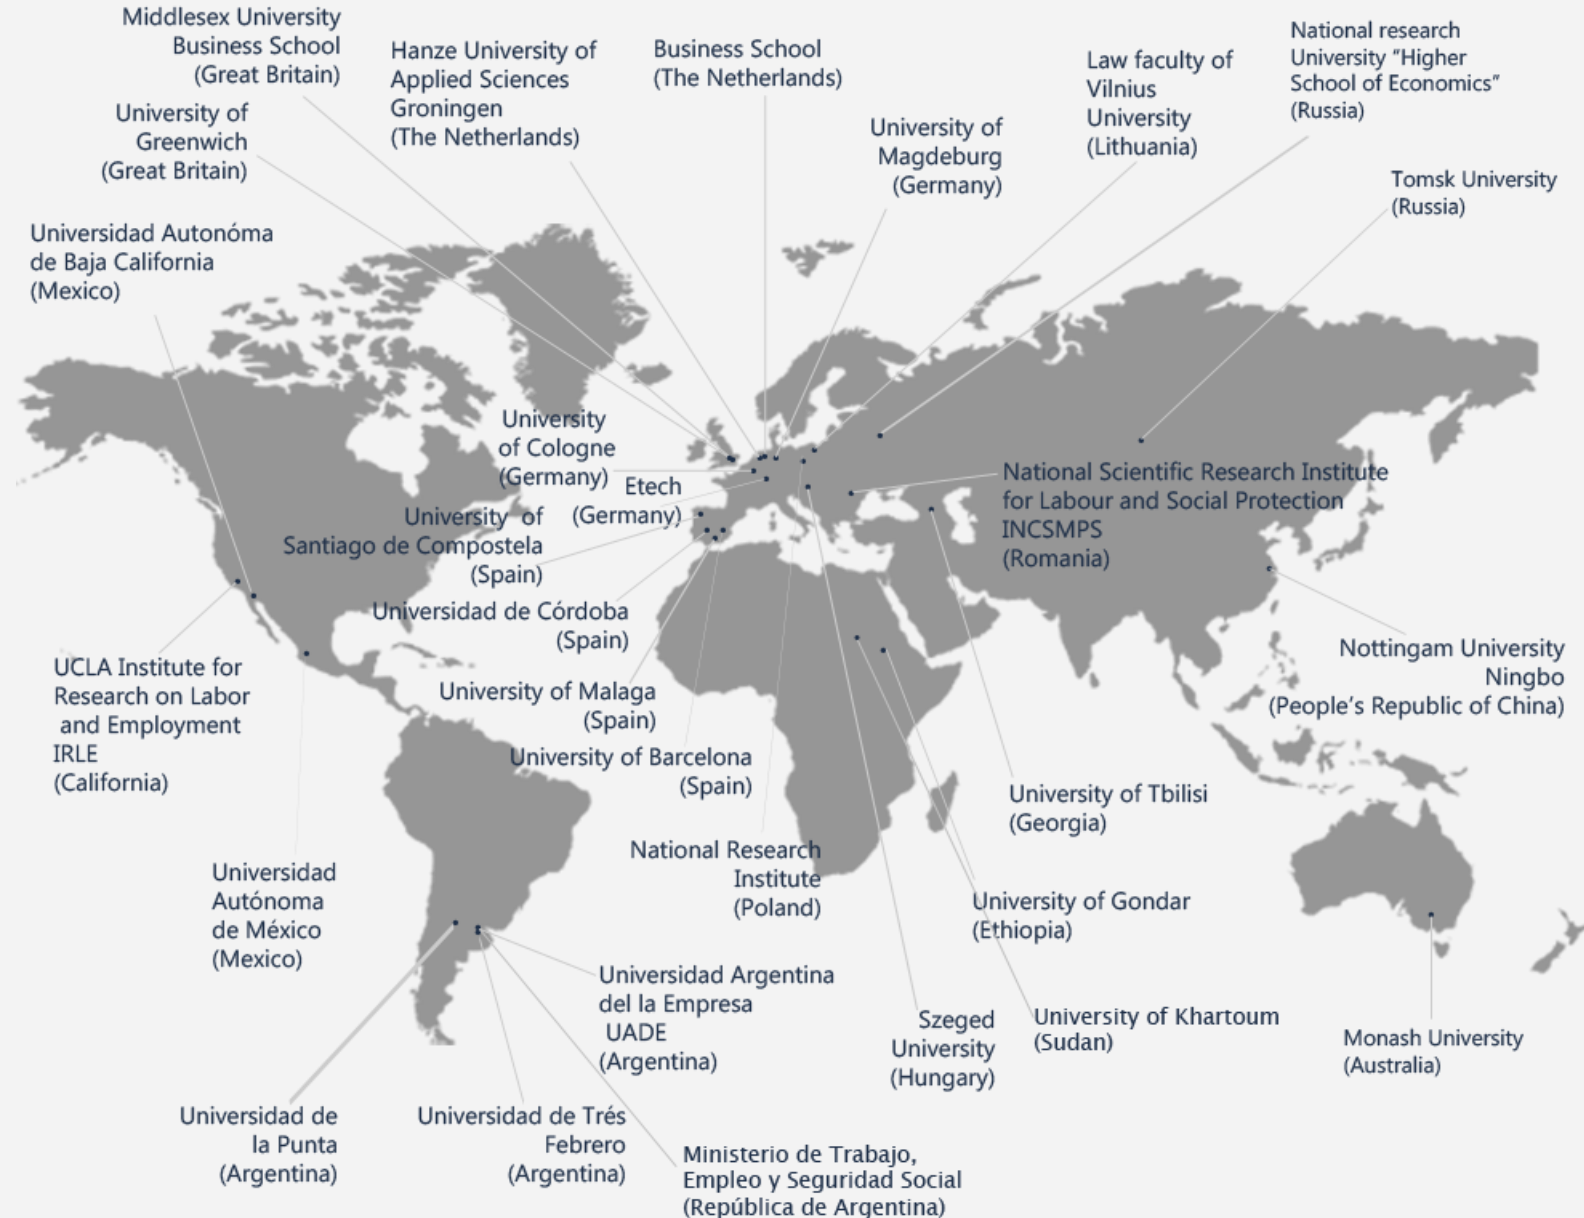 Middlesex University
Business School
(Great Britain)
Hanze University of
Applied Sciences
Groningen
(The Netherlands)
Business School
(The Netherlands)
National research
University “Higher
School of Economics”
(Russia)
Law faculty of
Vilnius
University
(Lithuania)
University of
Greenwich
(Great Britain)
University of
Magdeburg
(Germany)
Tomsk University
(Russia)
Universidad Autonóma
de Baja California
(Mexico)
University
of Cologne
(Germany)
Etech
(Germany)
National Scientific Research Institute
for Labour and Social Protection
INCSMPS
(Romania)
University of
Santiago de Compostela
(Spain)
Universidad de Córdoba
(Spain)
UCLA Institute for
Research on Labor
and Employment
IRLE
(California)
University of Malaga
(Spain)
Nottingam University
Ningbo
(People’s Republic of China)
University of Barcelona
(Spain)
University of Tbilisi
(Georgia)
National Research
Institute
(Poland)
Universidad
Autónoma
de México
(Mexico)
University of Gondar
(Ethiopia)
Universidad Argentina
del la Empresa
UADE
(Argentina)
Szeged
University
(Hungary)
University of Khartoum
(Sudan)
Monash University
(Australia)
Universidad de
la Punta
(Argentina)
Universidad de Trés
Febrero
(Argentina)
Ministerio de Trabajo,
Empleo y Seguridad Social
(República de Argentina)